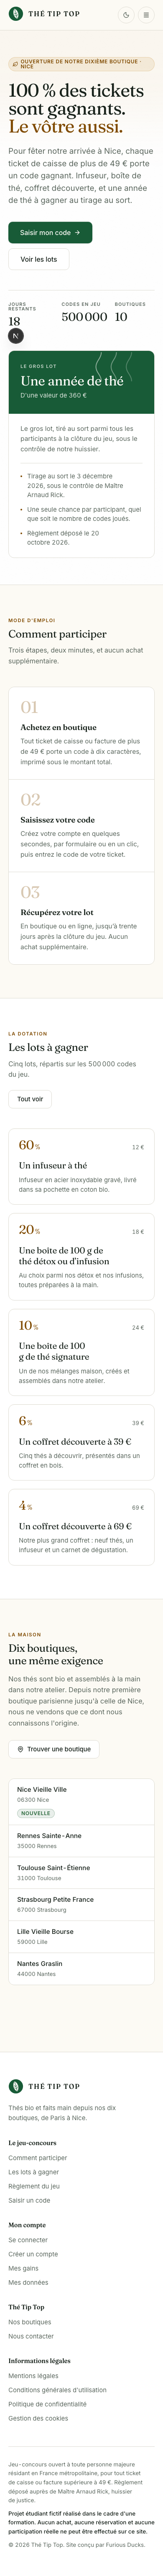 THÉ TIP TOP
OUVERTURE DE NOTRE DIXIÈME BOUTIQUE ·
NICE
100 % des tickets
sont gagnants.
Le vôtre aussi.
Pour fêter notre arrivée à Nice, chaque
ticket de caisse de plus de 49 € porte
un code gagnant. Infuseur, boîte de
thé, coffret découverte, et une année
de thé à gagner au tirage au sort.
Saisir mon code →
Voir les lots
JOURS
RESTANTS
18
CODES EN JEU
500 000
BOUTIQUES
10
N
LE GROS LOT
Une année de thé
D'une valeur de 360 €
Le gros lot, tiré au sort parmi tous les
participants à la clôture du jeu, sous le
contrôle de notre huissier.
• Tirage au sort le 3 décembre
2026, sous le contrôle de Maître
Arnaud Rick.
• Une seule chance par participant, quel
que soit le nombre de codes joués.
• Règlement déposé le 20
octobre 2026.
MODE D'EMPLOI
Comment participer
Trois étapes, deux minutes, et aucun achat
supplémentaire.
01
Achetez en boutique
Tout ticket de caisse ou facture de plus
de 49 € porte un code à dix caractères,
imprimé sous le montant total.
02
Saisissez votre code
Créez votre compte en quelques
secondes, par formulaire ou en un clic,
puis entrez le code de votre ticket.
03
Récupérez votre lot
En boutique ou en ligne, jusqu'à trente
jours après la clôture du jeu. Aucun
achat supplémentaire.
LA DOTATION
Les lots à gagner
Cinq lots, répartis sur les 500 000 codes
du jeu.
Tout voir
60 %
12 €
Un infuseur à thé
Infuseur en acier inoxydable gravé, livré
dans sa pochette en coton bio.
20 %
18 €
Une boîte de 100 g de
thé détox ou d'infusion
Au choix parmi nos détox et nos infusions,
toutes préparées à la main.
10 %
24 €
Une boîte de 100
g de thé signature
Un de nos mélanges maison, créés et
assemblés dans notre atelier.
6 %
39 €
Un coffret découverte à 39 €
Cinq thés à découvrir, présentés dans un
coffret en bois.
4 %
69 €
Un coffret découverte à 69 €
Notre plus grand coffret : neuf thés, un
infuseur et un carnet de dégustation.
LA MAISON
Dix boutiques,
une même exigence
Nos thés sont bio et assemblés à la main
dans notre atelier. Depuis notre première
boutique parisienne jusqu'à celle de Nice,
nous ne vendons que ce dont nous
connaissons l'origine.
Trouver une boutique
Nice Vieille Ville
06300 Nice
NOUVELLE
Rennes Sainte-Anne
35000 Rennes
Toulouse Saint-Étienne
31000 Toulouse
Strasbourg Petite France
67000 Strasbourg
Lille Vieille Bourse
59000 Lille
Nantes Graslin
44000 Nantes
THÉ TIP TOP
Thés bio et faits main depuis nos dix
boutiques, de Paris à Nice.
Le jeu-concours
Comment participer
Les lots à gagner
Règlement du jeu
Saisir un code
Mon compte
Se connecter
Créer un compte
Mes gains
Mes données
Thé Tip Top
Nos boutiques
Nous contacter
Informations légales
Mentions légales
Conditions générales d'utilisation
Politique de confidentialité
Gestion des cookies
Jeu-concours ouvert à toute personne majeure
résidant en France métropolitaine, pour tout ticket
de caisse ou facture supérieure à 49 €. Règlement
déposé auprès de Maître Arnaud Rick, huissier
de justice.
Projet étudiant fictif réalisé dans le cadre d'une
formation. Aucun achat, aucune réservation et aucune
participation réelle ne peut être effectué sur ce site.
© 2026 Thé Tip Top. Site conçu par Furious Ducks.